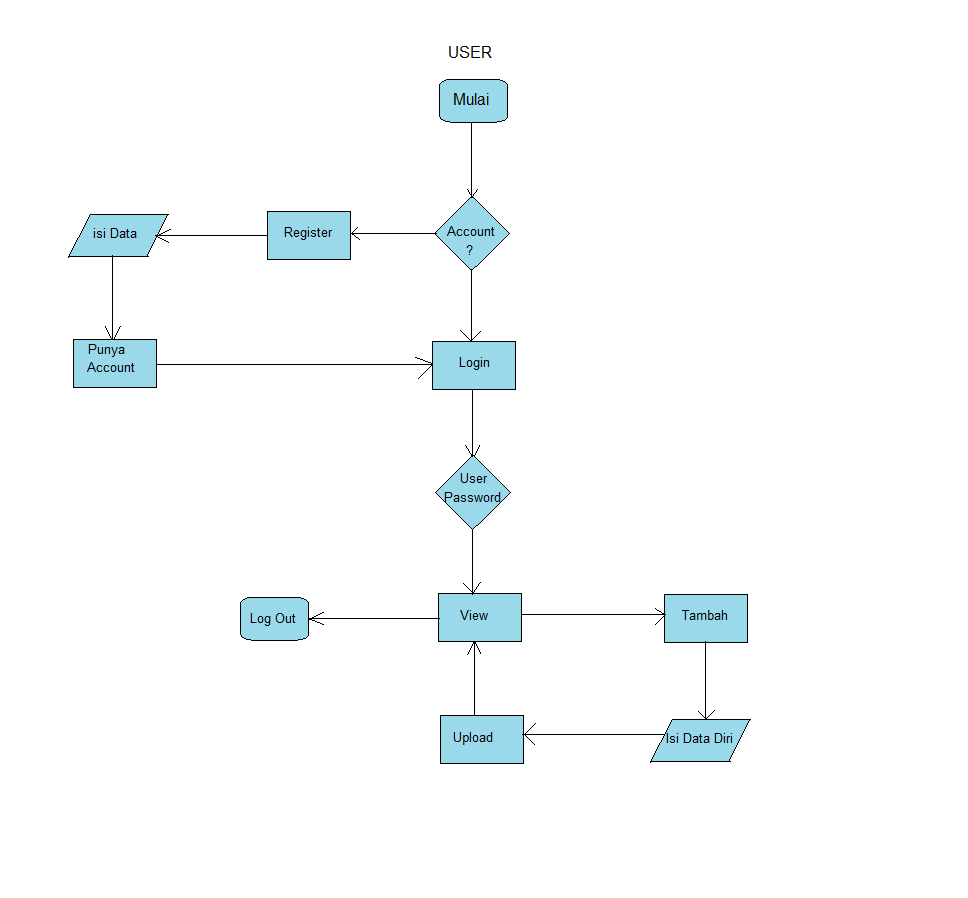 USER
Mulai
Account
?
Register
isi Data
Punya
Account
Login
User
Password
View
Log Out
Tambah
Isi Data Diri
Upload